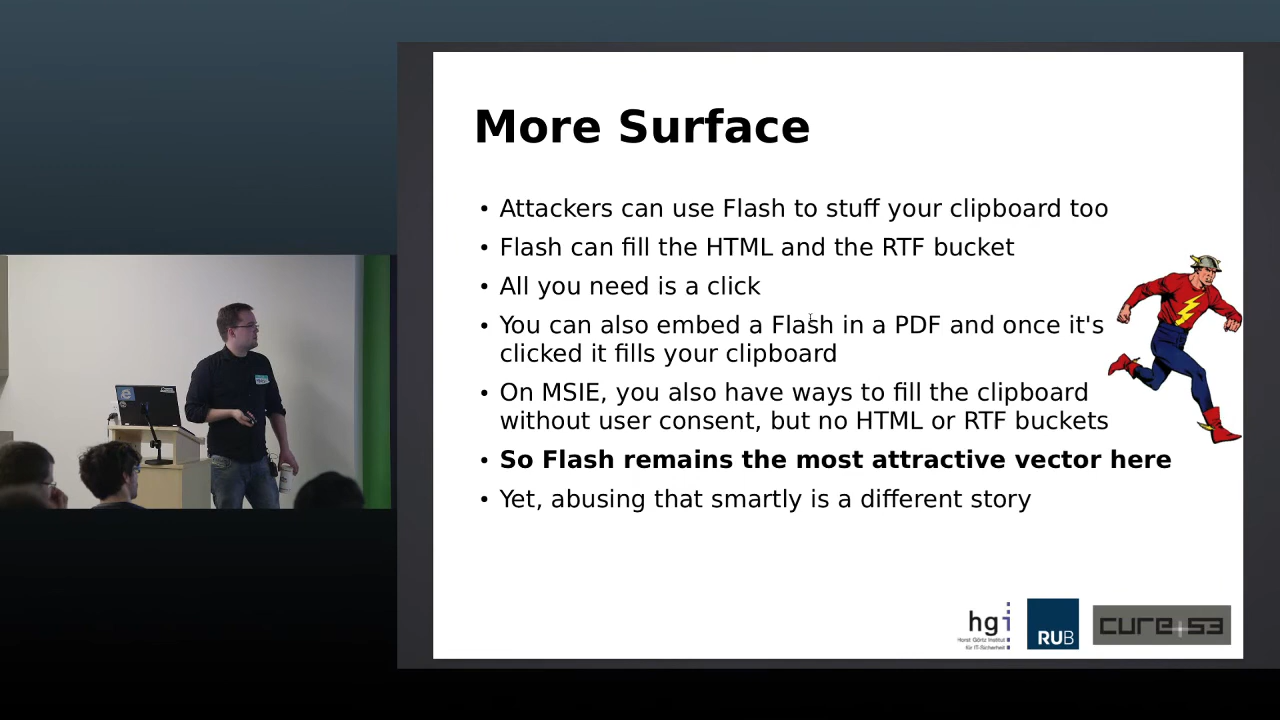 More Surface
• Attackers can use Flash to stuff your clipboard too
• Flash can fill the HTML and the RTF bucket
• All you need is a click
• You can also embed a Flash in a PDF and once it's
clicked it fills your clipboard
• On MSIE, you also have ways to fill the clipboard
without user consent, but no HTML or RTF buckets
• So Flash remains the most attractive vector here
• Yet, abusing that smartly is a different story
hgi
Horst Görtz Institut
für IT-Sicherheit
RUB
cure+53